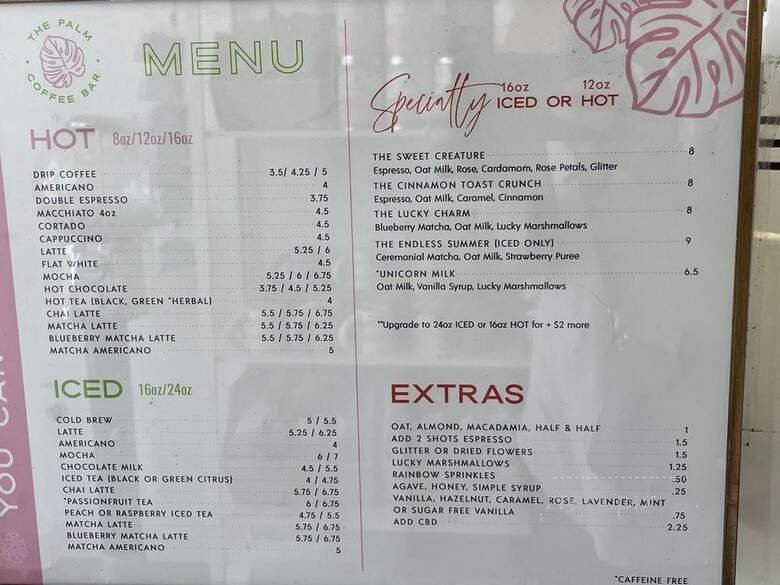 THE PALM
COFFEE BAR
MENU
HOT 8oz/12oz/16oz
DRIP COFFEE 3.5/ 4.25 / 5
AMERICANO 4
DOUBLE ESPRESSO 3.75
MACCHIATO 4oz 4.5
CORTADO 4.5
CAPPUCCINO 4.5
LATTE 5.25 / 6
FLAT WHITE 4.5
MOCHA 5.25 / 6 / 6.75
HOT CHOCOLATE 3.75 / 4.5 / 5.25
HOT TEA (BLACK, GREEN *HERBAL) 4
CHAI LATTE 5.5 / 5.75 / 6.75
MATCHA LATTE 5.5 / 5.75 / 6.25
BLUEBERRY MATCHA LATTE 5.5 / 5.75 / 6.25
MATCHA AMERICANO 5
ICED 16oz/24oz
COLD BREW 5 / 5.5
LATTE 5.25 / 6.25
AMERICANO 4
MOCHA 6 / 7
CHOCOLATE MILK 4.5 / 5.5
ICED TEA (BLACK OR GREEN CITRUS) 4 / 4.75
CHAI LATTE 5.75 / 6.75
*PASSIONFRUIT TEA 6 / 6.75
PEACH OR RASPBERRY ICED TEA 4.75 / 5.5
MATCHA LATTE 5.75 / 6.75
BLUEBERRY MATCHA LATTE 5.75 / 6.75
MATCHA AMERICANO 5
Specialty 16oz ICED OR 12oz HOT
THE SWEET CREATURE 8
Espresso, Oat Milk, Rose, Cardamom, Rose Petals, Glitter
THE CINNAMON TOAST CRUNCH 8
Espresso, Oat Milk, Caramel, Cinnamon
THE LUCKY CHARM 8
Blueberry Matcha, Oat Milk, Lucky Marshmallows
THE ENDLESS SUMMER (ICED ONLY) 9
Ceremonial Matcha, Oat Milk, Strawberry Puree
*UNICORN MILK 6.5
Oat Milk, Vanilla Syrup, Lucky Marshmallows
**Upgrade to 24oz ICED or 16oz HOT for + $2 more
EXTRAS
OAT, ALMOND, MACADAMIA, HALF & HALF 1
ADD 2 SHOTS ESPRESSO 1.5
GLITTER OR DRIED FLOWERS 1.5
LUCKY MARSHMALLOWS 1.25
RAINBOW SPRINKLES .50
AGAVE, HONEY, SIMPLE SYRUP .25
VANILLA, HAZELNUT, CARAMEL, ROSE, LAVENDER, MINT
OR SUGAR FREE VANILLA .75
ADD CBD 2.25
*CAFFEINE FREE
YOU CAN